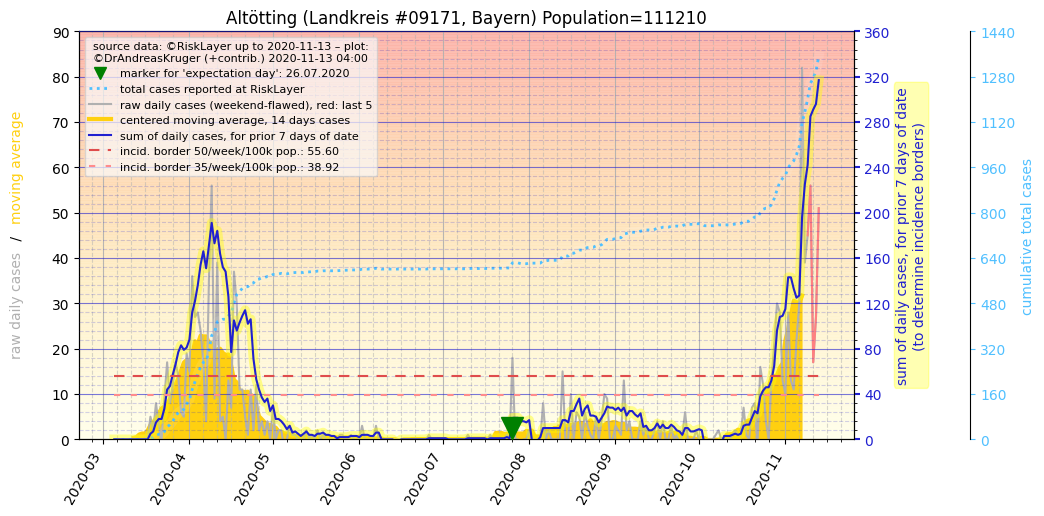 Altötting (Landkreis #09171, Bayern) Population=111210
source data: ©RiskLayer up to 2020-11-13 – plot:
©DrAndreasKruger (+contrib.) 2020-11-13 04:00
marker for 'expectation day': 26.07.2020
total cases reported at RiskLayer
raw daily cases (weekend-flawed), red: last 5
centered moving average, 14 days cases
sum of daily cases, for prior 7 days of date
incid. border 50/week/100k pop.: 55.60
incid. border 35/week/100k pop.: 38.92
raw daily cases / moving average
90
80
70
60
50
40
30
20
10
0
360
320
280
240
200
160
120
80
40
0
sum of daily cases, for prior 7 days of date
(to determine incidence borders)
1440
1280
1120
960
800
640
480
320
160
0
cumulative total cases
2020-03
2020-04
2020-05
2020-06
2020-07
2020-08
2020-09
2020-10
2020-11